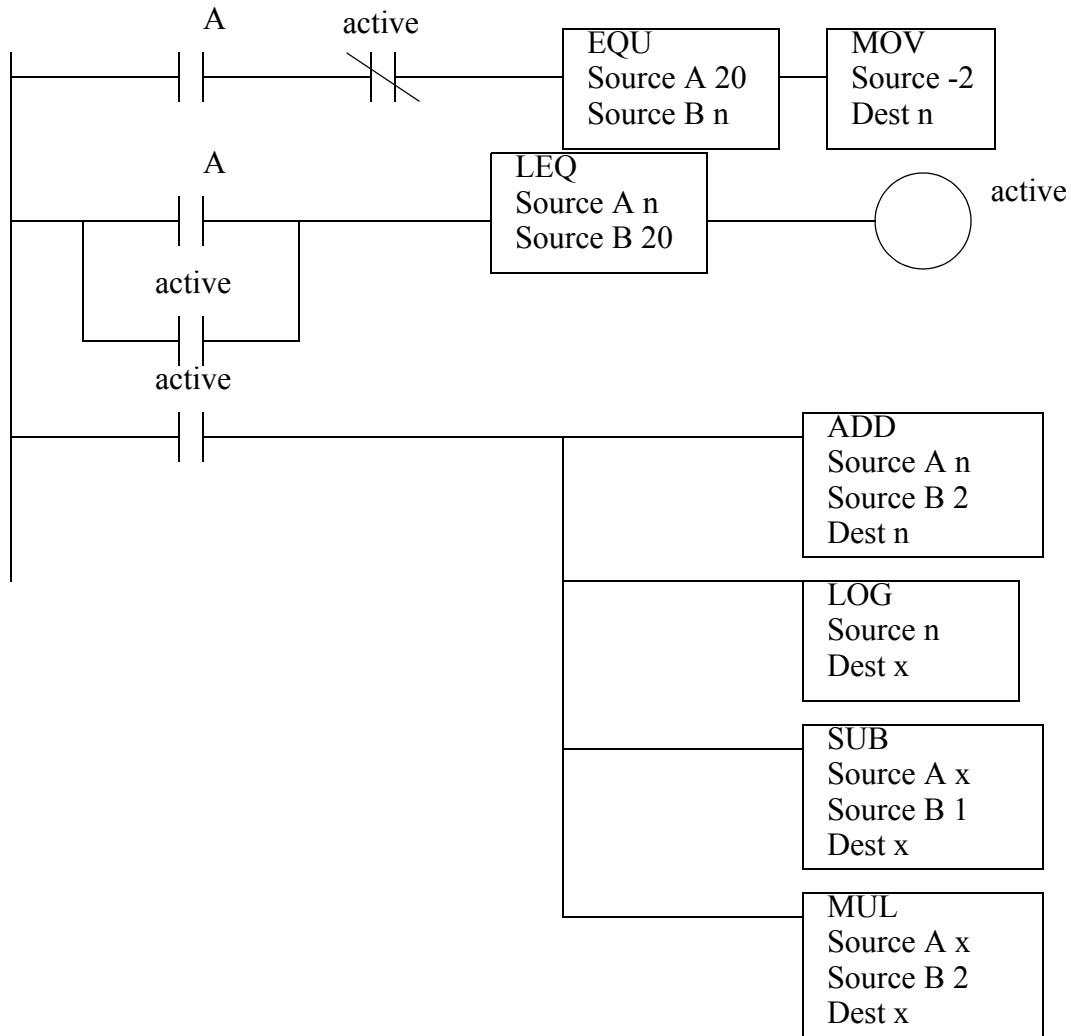 A
active
EQU
Source A 20
Source B n
MOV
Source -2
Dest n
A
LEQ
Source A n
Source B 20
active
active
active
ADD
Source A n
Source B 2
Dest n
LOG
Source n
Dest x
SUB
Source A x
Source B 1
Dest x
MUL
Source A x
Source B 2
Dest x